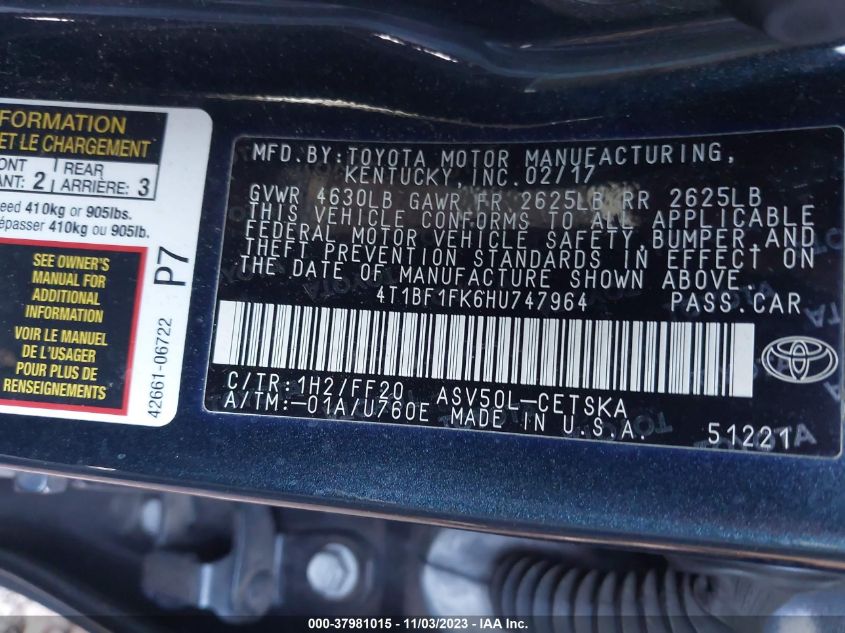 FORMATION
ET LE CHARGEMENT
REAR
ANT: 2 ARRIÈRE: 3
410kg or 905lbs.
410kg ou 905lb.
SEE OWNER'S
MANUAL FOR
ADDITIONAL
INFORMATION
VOIR LE MANUEL
DE L'USAGER
POUR PLUS DE
RENSEIGNEMENTS
P7
42661-06722
MFD.BY:TOYOTA MOTOR MANUFACTURING,
KENTUCKY,INC.02/17
GVWR 4630LB GAWR FR 2625LB RR 2625LB
THIS VEHICLE CONFORMS TO ALL APPLICABLE
FEDERAL MOTOR VEHICLE SAFETY,BUMPER,AND
THEFT PREVENTION STANDARDS IN EFFECT ON
THE DATE OF MANUFACTURE SHOWN ABOVE.
4T1BF1FK6HU747964 PASS.CAR
C/TR:1H2/FF20 ASV50L-CETSKA
A/TM:-01A/U760E MADE IN U.S.A.
51221
000-37981015 - 11/03/2023 - IAA Inc.